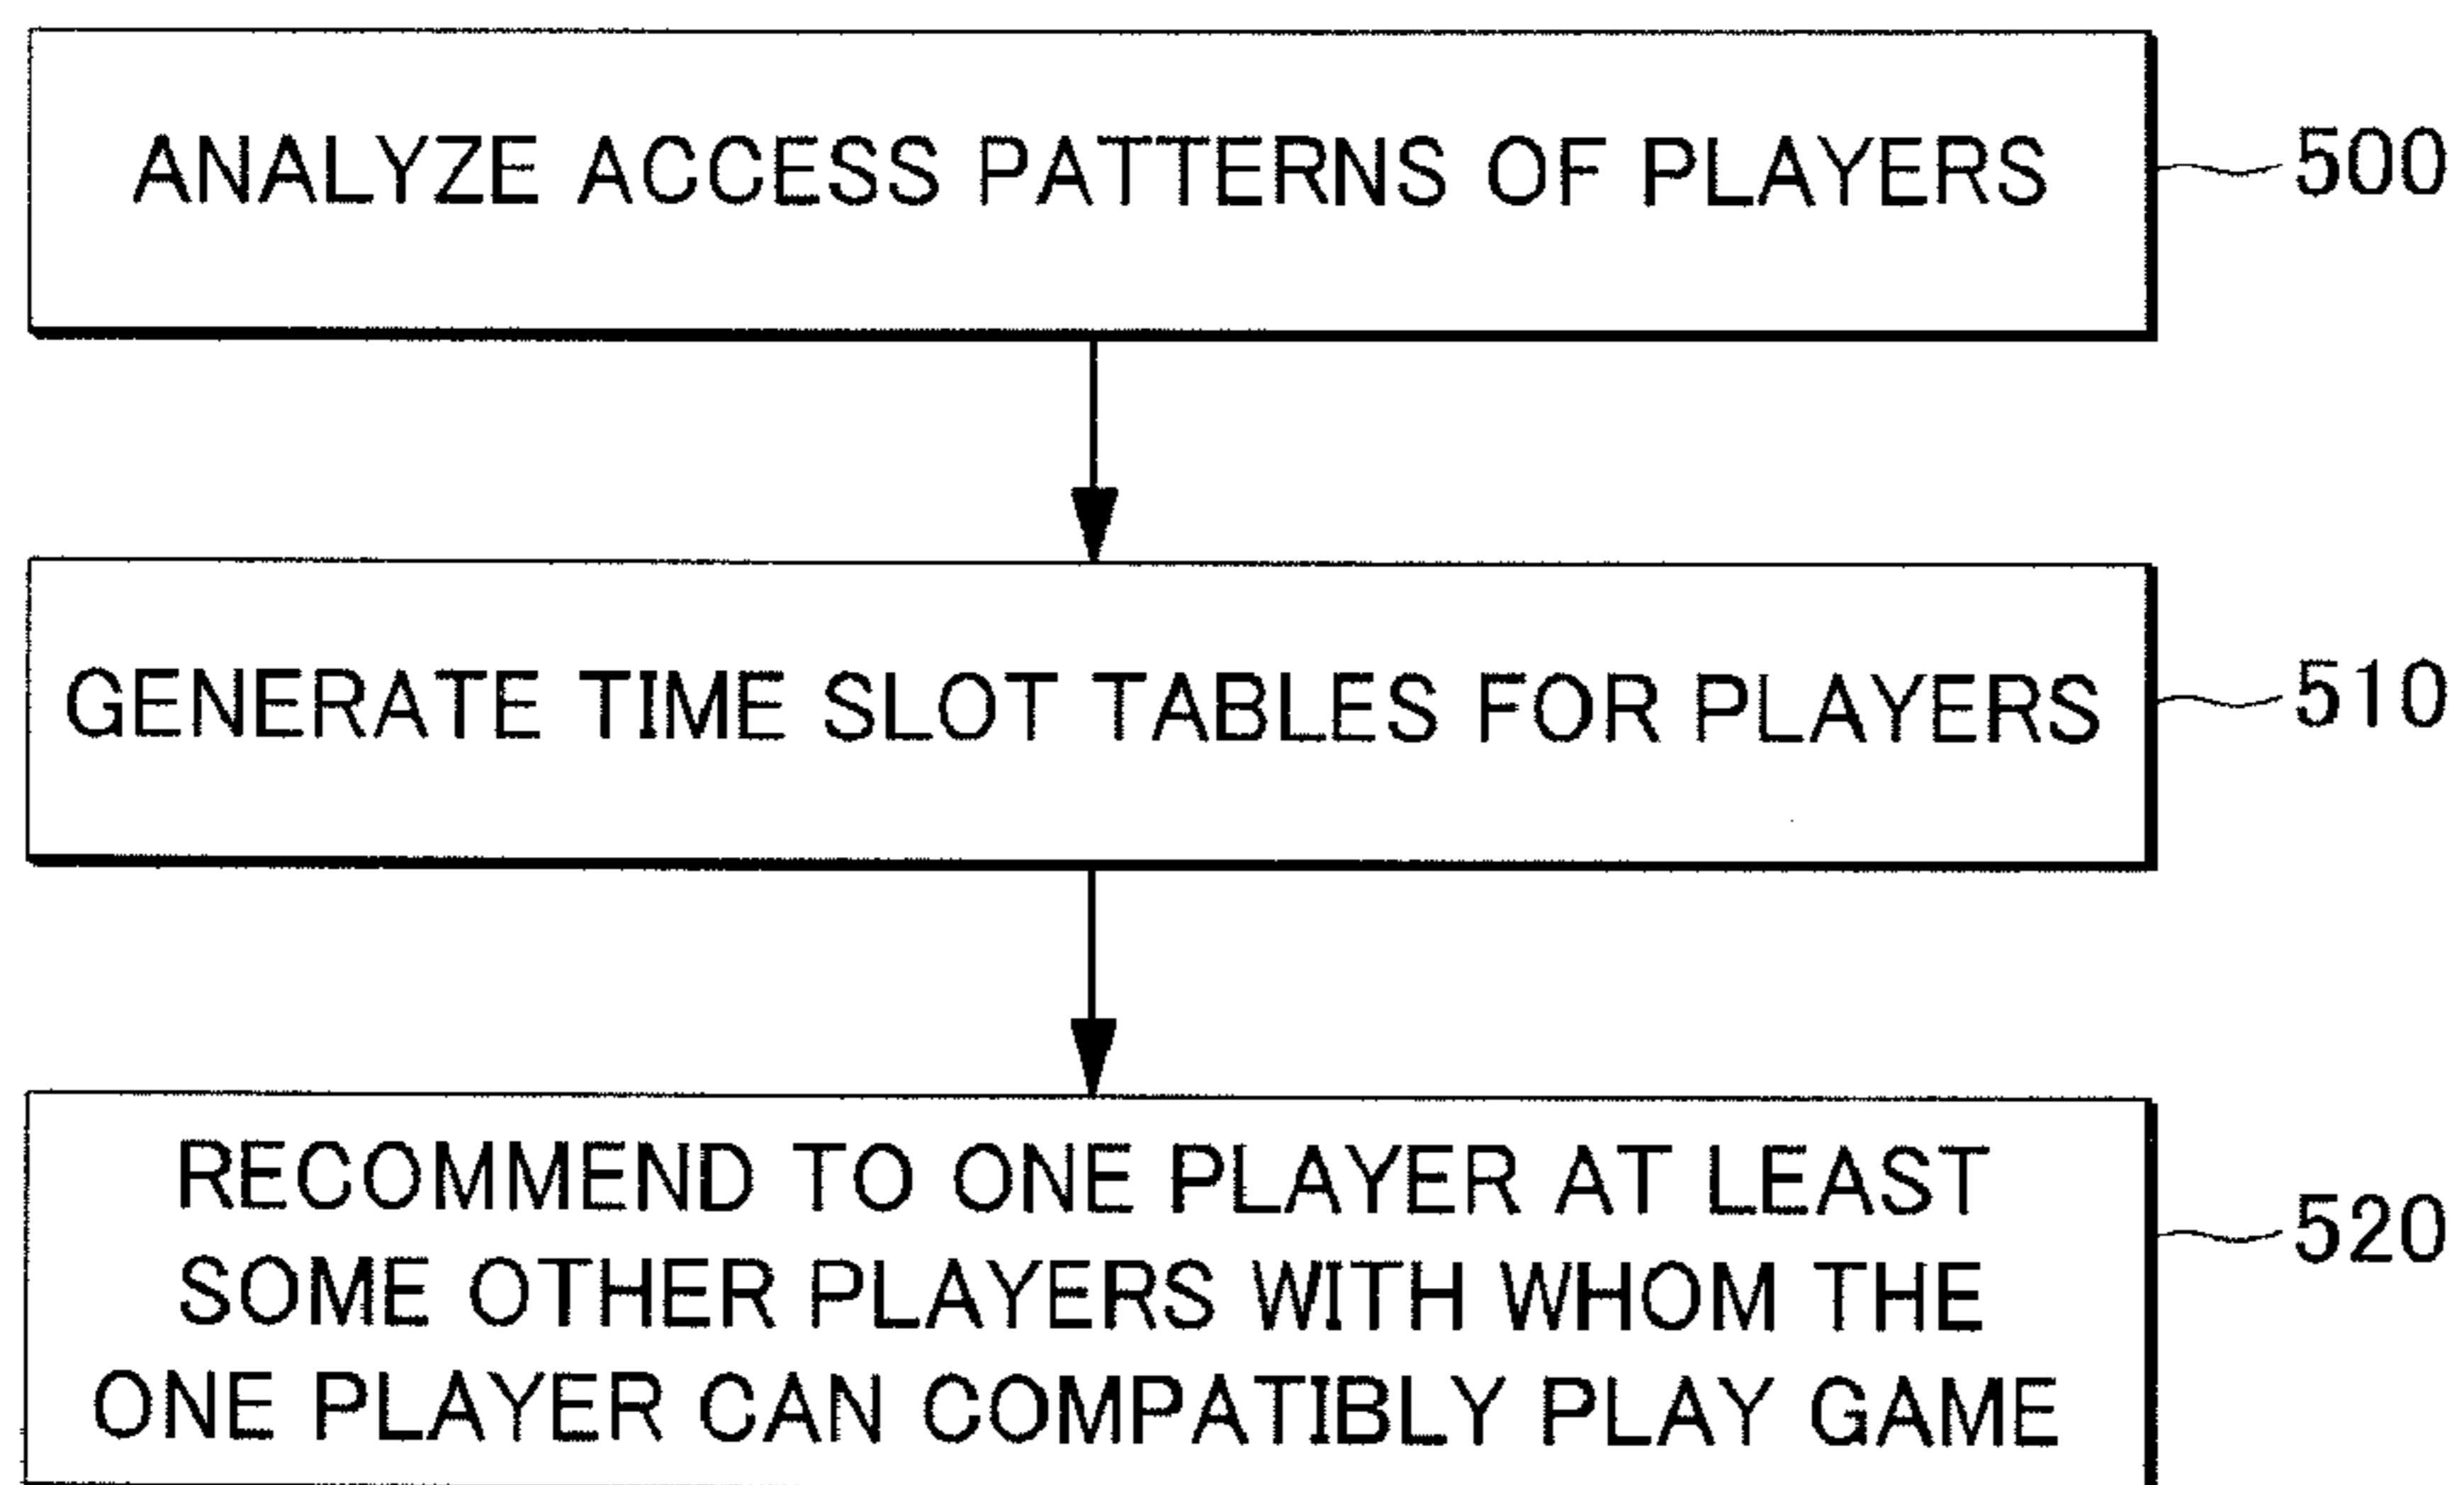 ANALYZE ACCESS PATTERNS OF PLAYERS
500
GENERATE TIME SLOT TABLES FOR PLAYERS
510
RECOMMEND TO ONE PLAYER AT LEAST
SOME OTHER PLAYERS WITH WHOM THE
ONE PLAYER CAN COMPATIBLY PLAY GAME
520